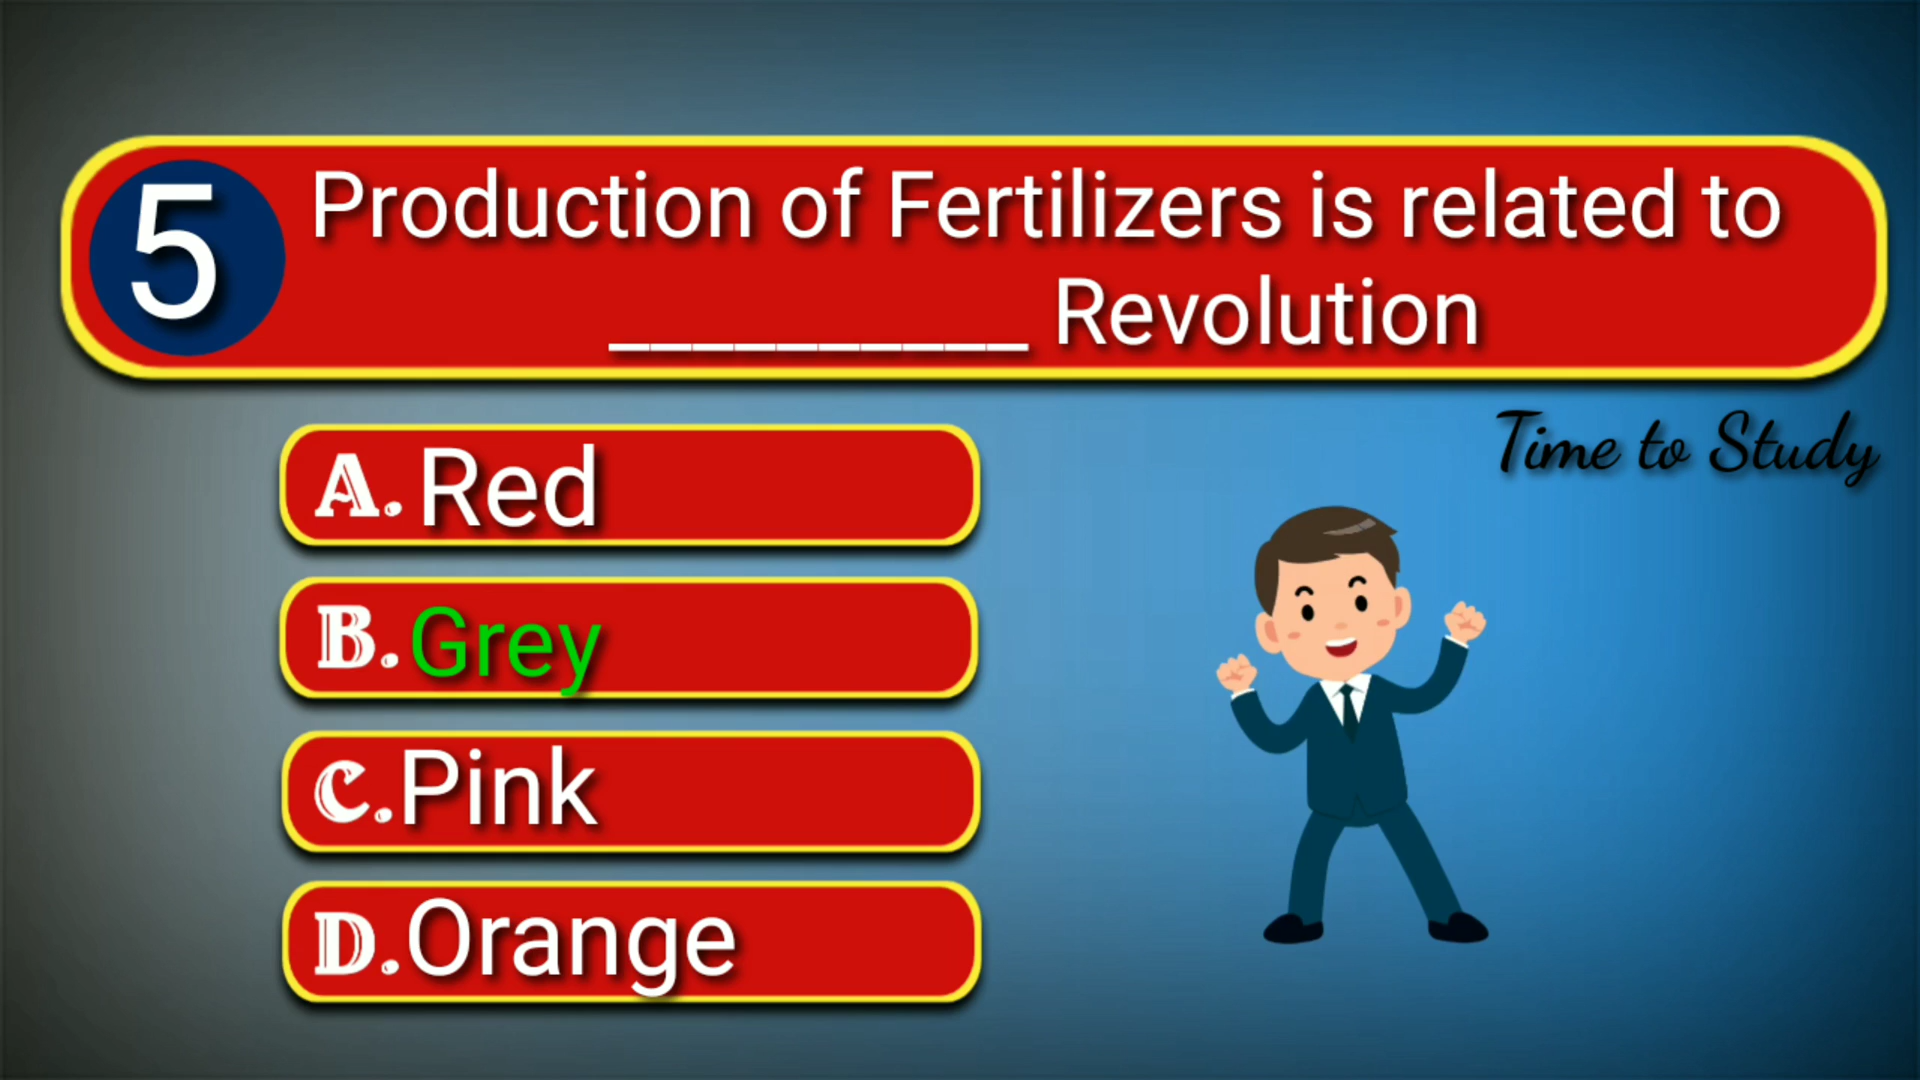 5
Production of Fertilizers is related to
__________ Revolution
Time to Study
A. Red
B. Grey
C. Pink
D. Orange